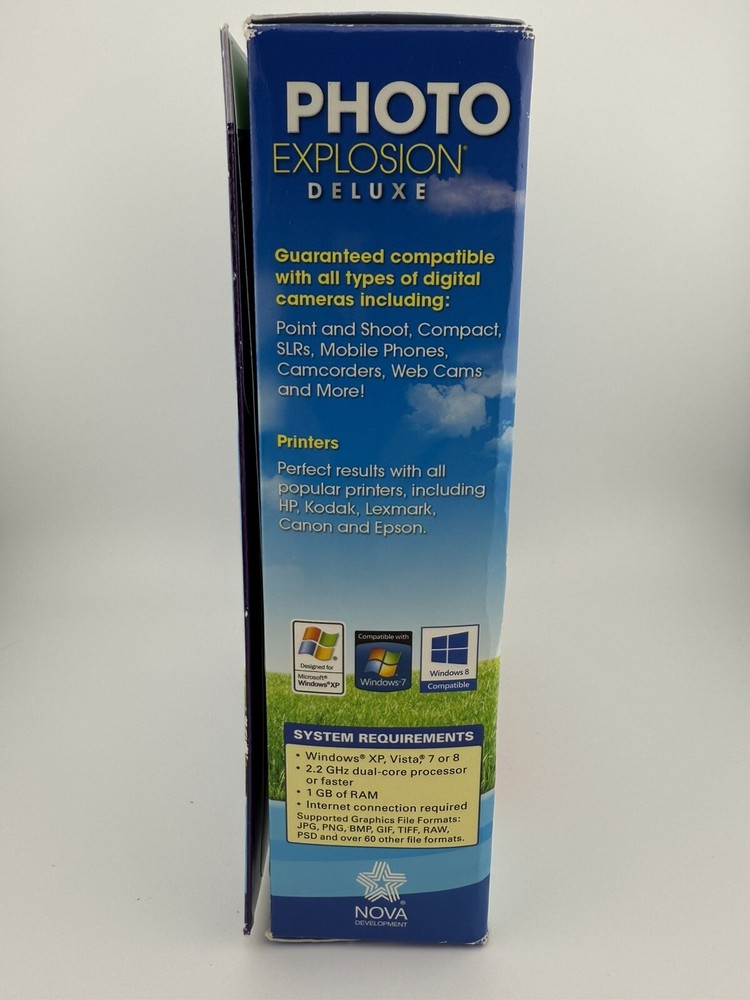 PHOTO
EXPLOSION®
DELUXE
Guaranteed compatible
with all types of digital
cameras including:
Point and Shoot, Compact,
SLRs, Mobile Phones,
Camcorders, Web Cams
and More!
Printers
Perfect results with all
popular printers, including
HP, Kodak, Lexmark,
Canon and Epson.
Designed for
Microsoft®
Windows®XP
Compatible with
Windows®7
Windows 8
Compatible
SYSTEM REQUIREMENTS
• Windows® XP, Vista®, 7 or 8
• 2.2 GHz dual-core processor
or faster
• 1 GB of RAM
• Internet connection required
Supported Graphics File Formats:
JPG, PNG, BMP, GIF, TIFF, RAW,
PSD and over 60 other file formats.
NOVA®
DEVELOPMENT